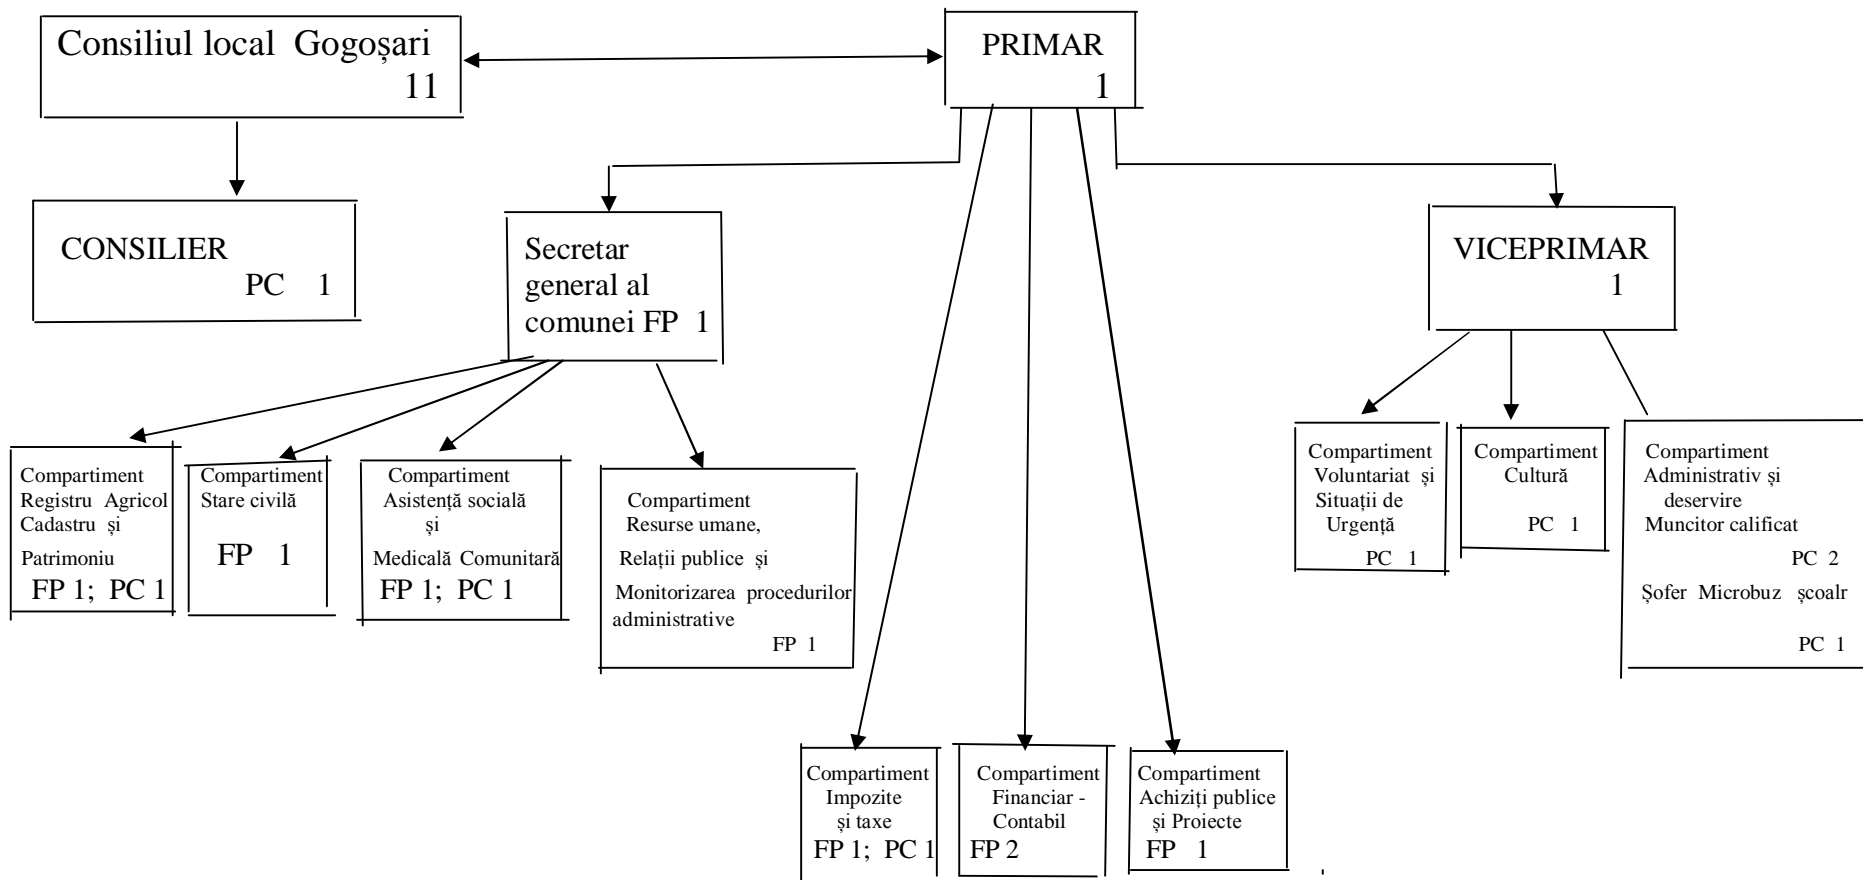 Consiliul local Gogoșari
11
PRIMAR
1
CONSILIER
PC 1
Secretar
general al
comunei FP 1
VICEPRIMAR
1
Compartiment
Registru Agricol
Cadastru și
Patrimoniu
FP 1; PC 1
Compartiment
Stare civilă
FP 1
Compartiment
Asistență socială
și
Medicală Comunitară
FP 1; PC 1
Compartiment
Resurse umane,
Relații publice și
Monitorizarea procedurilor
administrative
FP 1
Compartiment
Voluntariat și
Situații de
Urgență
PC 1
Compartiment
Cultură
PC 1
Compartiment
Administrativ și
deservire
Muncitor calificat
PC 2
Șofer Microbuz școalr
PC 1
Compartiment
Impozite
și taxe
FP 1; PC 1
Compartiment
Financiar -
Contabil
FP 2
Compartiment
Achiziți publice
și Proiecte
FP 1